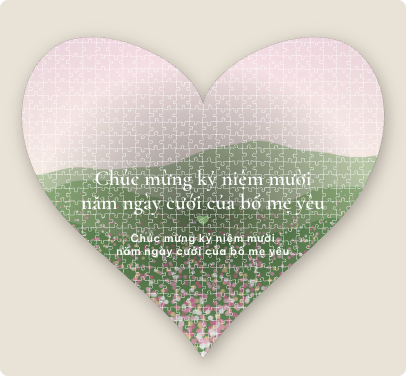 Chúc mừng kỷ niệm mười
năm ngày cưới của bố mẹ yêu
Chúc mừng kỷ niệm mười
năm ngày cưới của bố mẹ yêu